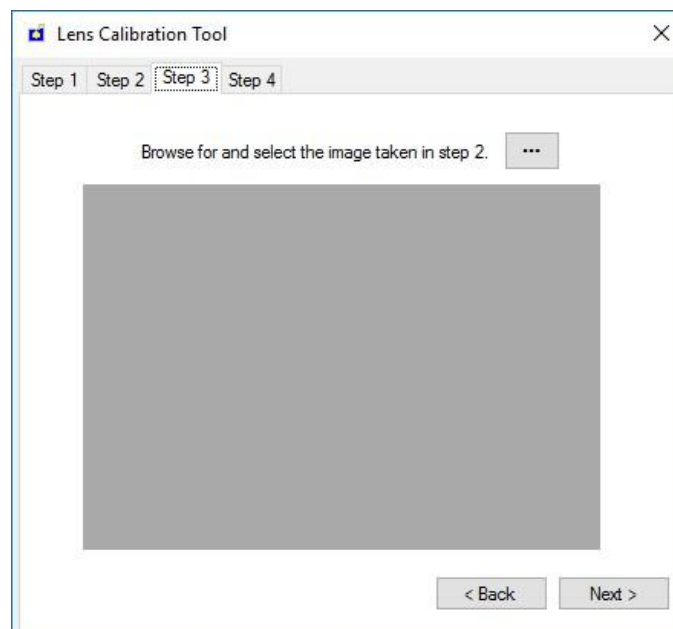 Lens Calibration Tool
Step 1 Step 2 Step 3 Step 4
Browse for and select the image taken in step 2. ...
< Back Next >